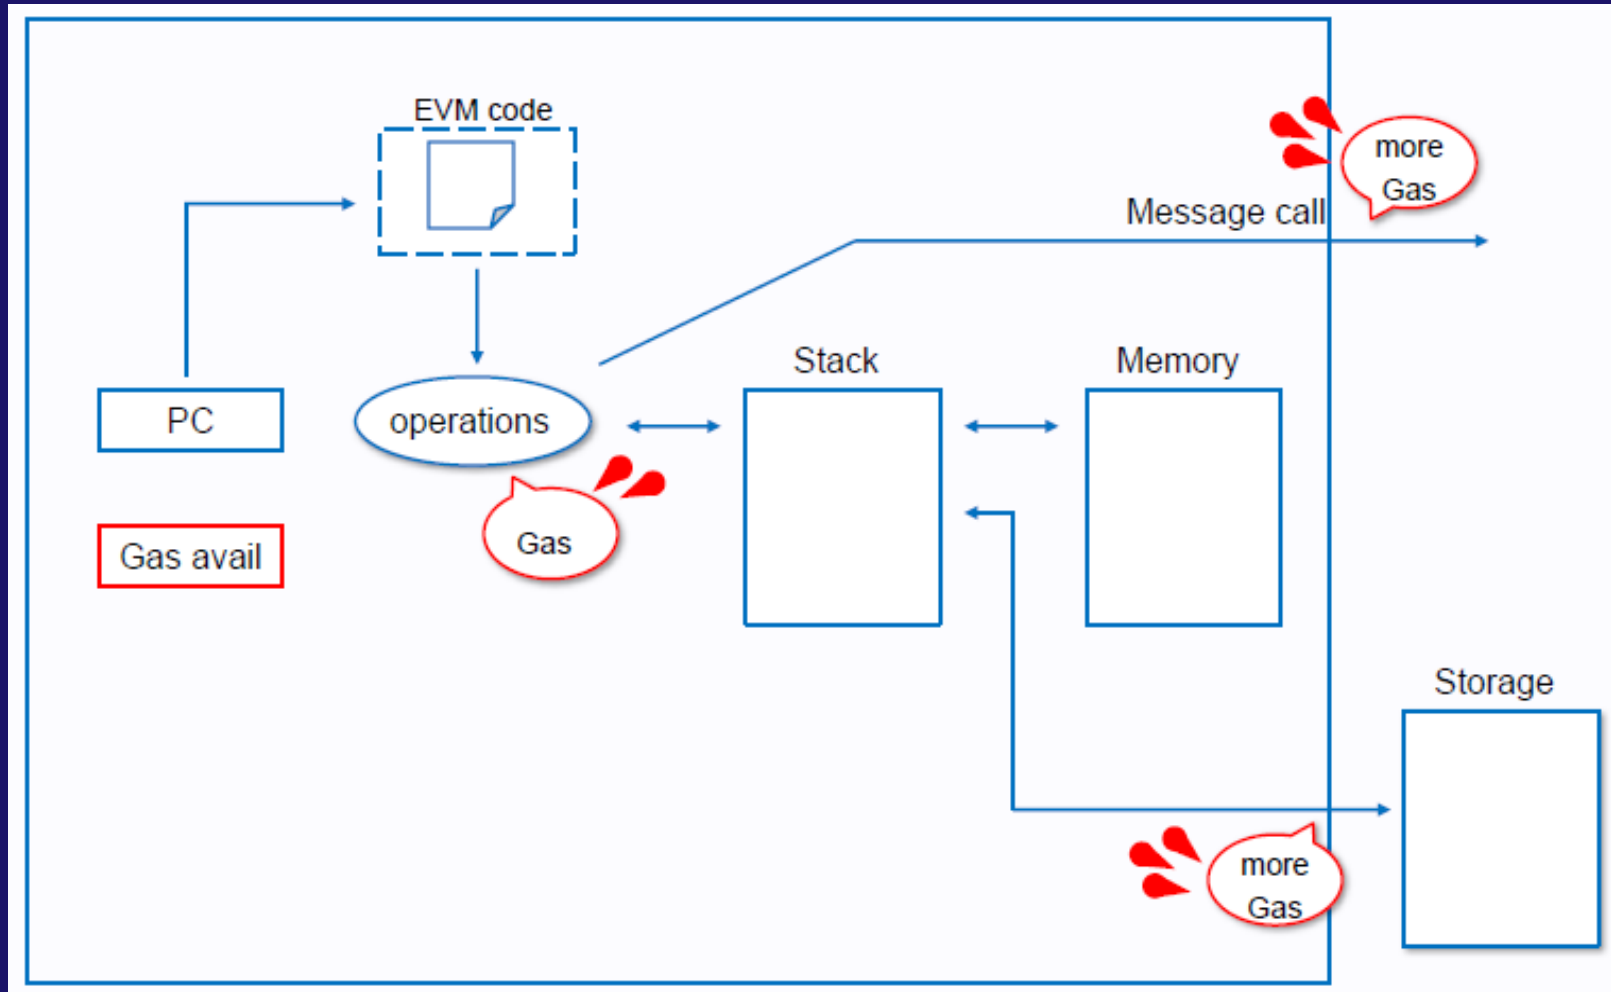 EVM code
more
Gas
Message call
Stack
Memory
PC
operations
Gas avail
Gas
Storage
more
Gas